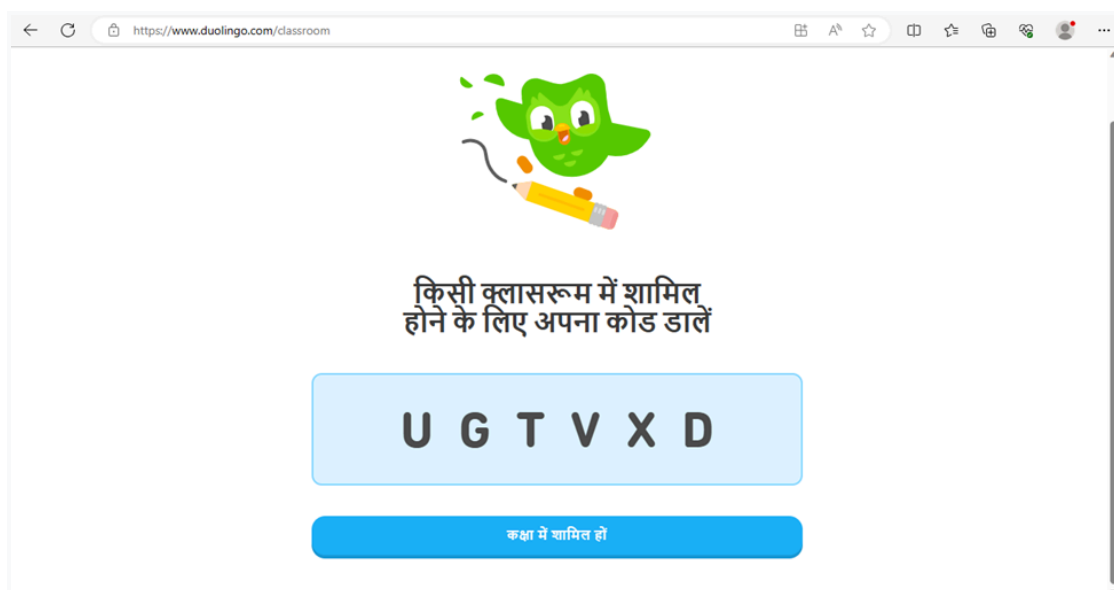 https://www.duolingo.com/classroom
किसी क्लासरूम में शामिल
होने के लिए अपना कोड डालें
U G T V X D
कक्षा में शामिल हों